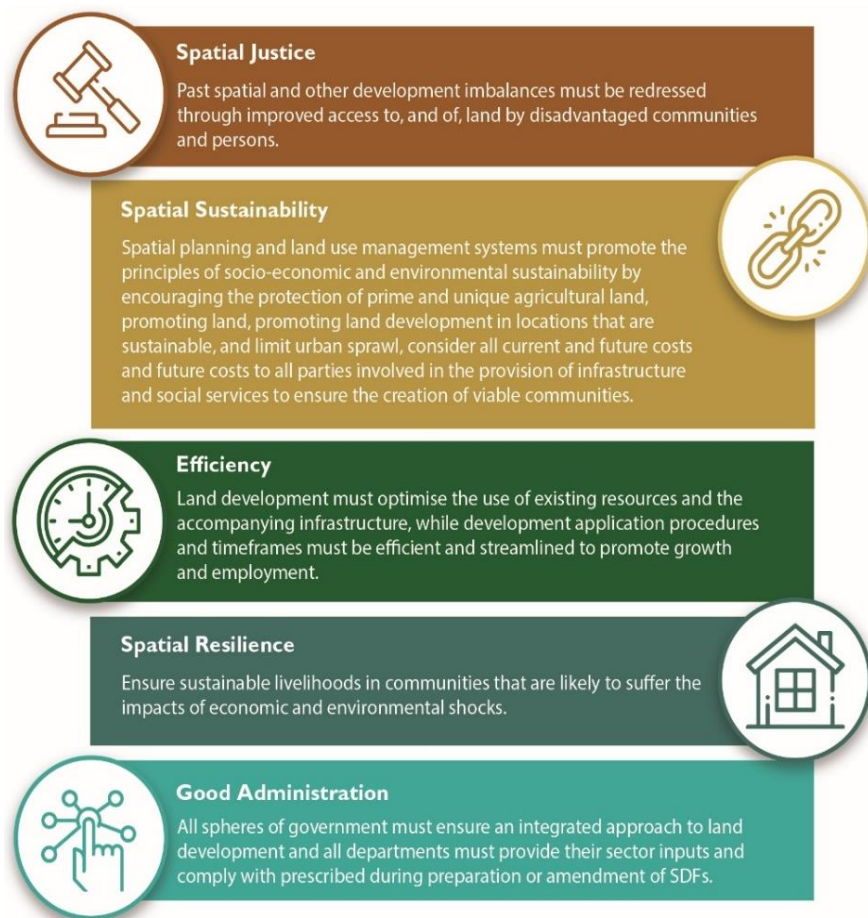 Spatial Justice
Past spatial and other development imbalances must be redressed
through improved access to, and of, land by disadvantaged communities
and persons.
Spatial Sustainability
Spatial planning and land use management systems must promote the
principles of socio-economic and environmental sustainability by
encouraging the protection of prime and unique agricultural land,
promoting land, promoting land development in locations that are
sustainable, and limit urban sprawl, consider all current and future costs
and future costs to all parties involved in the provision of infrastructure
and social services to ensure the creation of viable communities.
Efficiency
Land development must optimise the use of existing resources and the
accompanying infrastructure, while development application procedures
and timeframes must be efficient and streamlined to promote growth
and employment.
Spatial Resilience
Ensure sustainable livelihoods in communities that are likely to suffer the
impacts of economic and environmental shocks.
Good Administration
All spheres of government must ensure an integrated approach to land
development and all departments must provide their sector inputs and
comply with prescribed during preparation or amendment of SDFs.